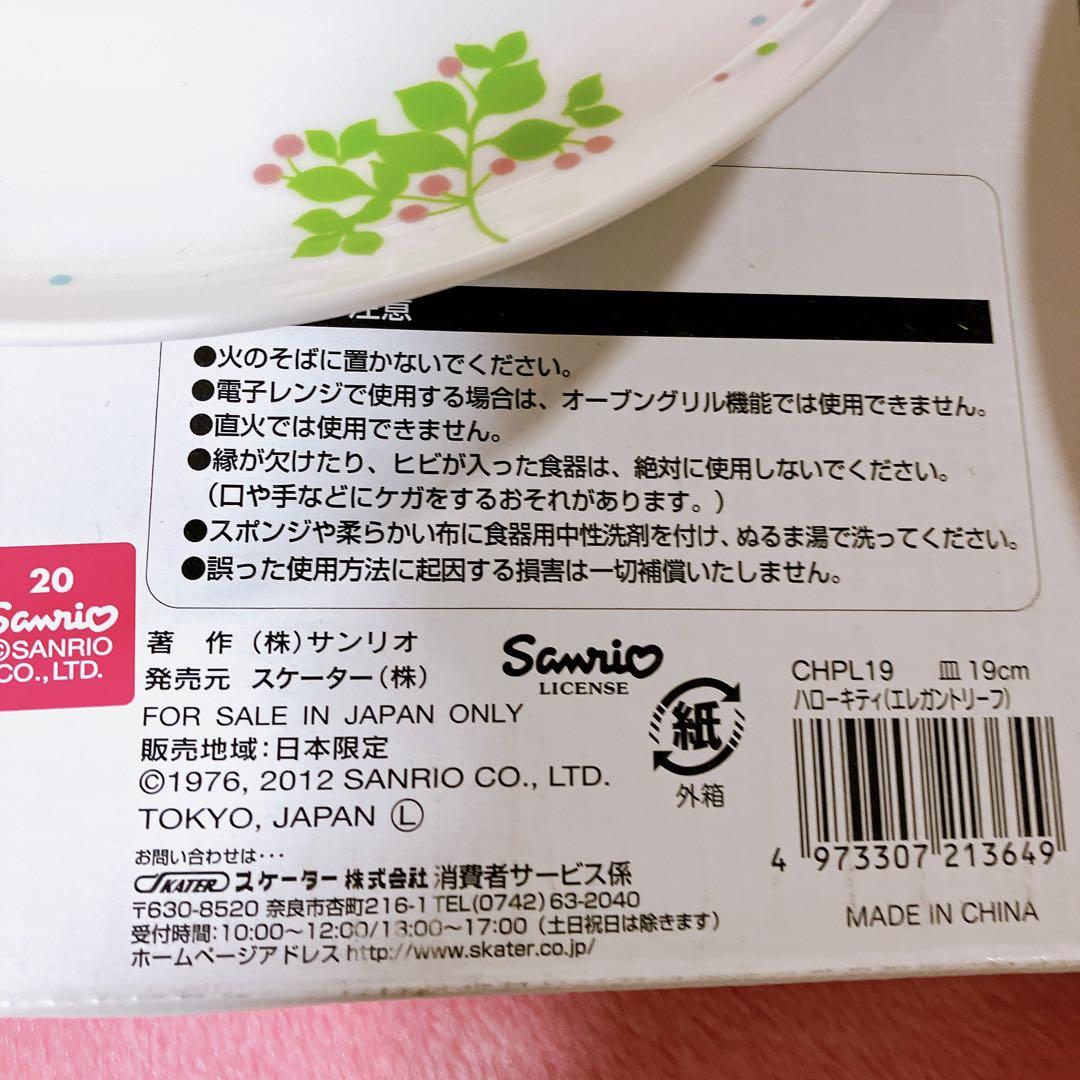 注意
●火のそばに置かないでください。
●電子レンジで使用する場合は、オーブングリル機能では使用できません。
●直火では使用できません。
●縁が欠けたり、ヒビが入った食器は、絶対に使用しないでください。
（口や手などにケガをするおそれがあります。）
●スポンジや柔らかい布に食器用中性洗剤を付け、ぬるま湯で洗ってください。
●誤った使用方法に起因する損害は一切補償いたしません。
20
Sanrio
©SANRIO
CO., LTD.
著 作 （株）サンリオ
発売元 スケーター（株）
FOR SALE IN JAPAN ONLY
販売地域：日本限定
©1976, 2012 SANRIO CO., LTD.
TOKYO, JAPAN Ⓛ
Sanrio
LICENSE
紙
外箱
CHPL19 皿 19cm
ハローキティ（エレガントリーフ）
4 973307 213649
MADE IN CHINA
お問い合わせは・・・
SKATER スケーター株式会社 消費者サービス係
〒630-8520 奈良市杏町216-1 TEL(0742)63-2040
受付時間：10:00～12:00/13:00～17:00（土日祝日は除きます）
ホームページアドレス http://www.skater.co.jp/